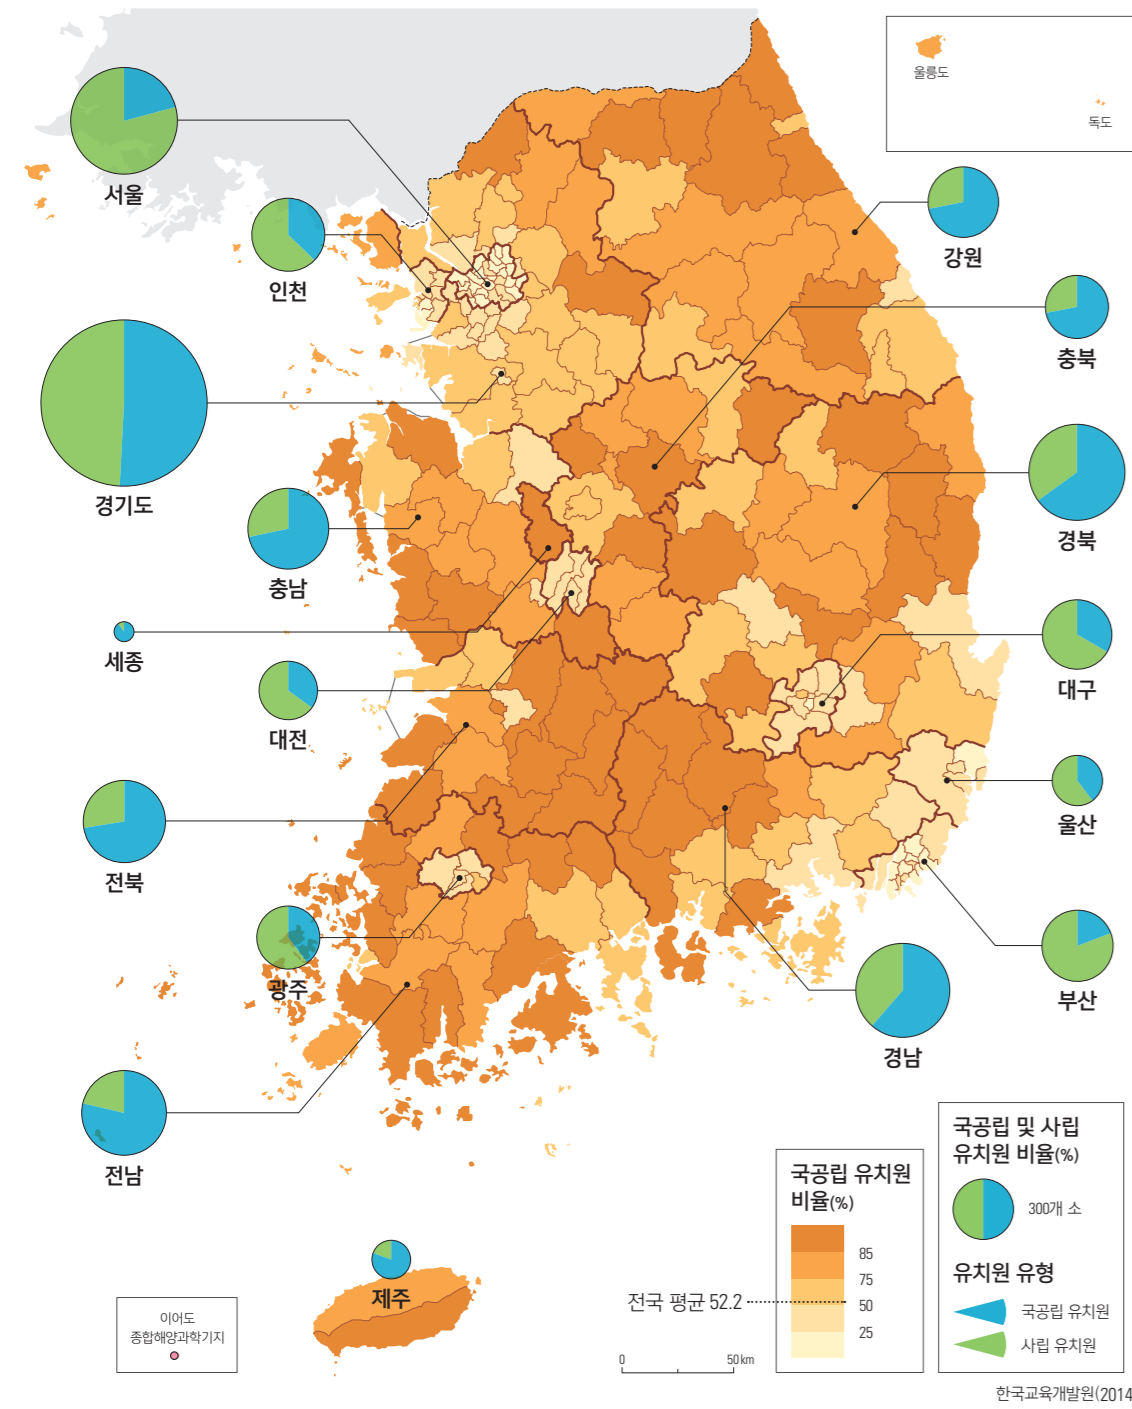 울릉도
독도
서울
인천
강원
충북
경기도
경북
충남
세종
대구
대전
울산
전북
광주
부산
경남
전남
제주
이어도
종합해양과학기지
전국 평균 52.2
0
50 km
국공립 유치원
비율(%)
85
75
50
25
국공립 및 사립
유치원 비율(%)
300개 소
유치원 유형
국공립 유치원
사립 유치원
한국교육개발원(2014